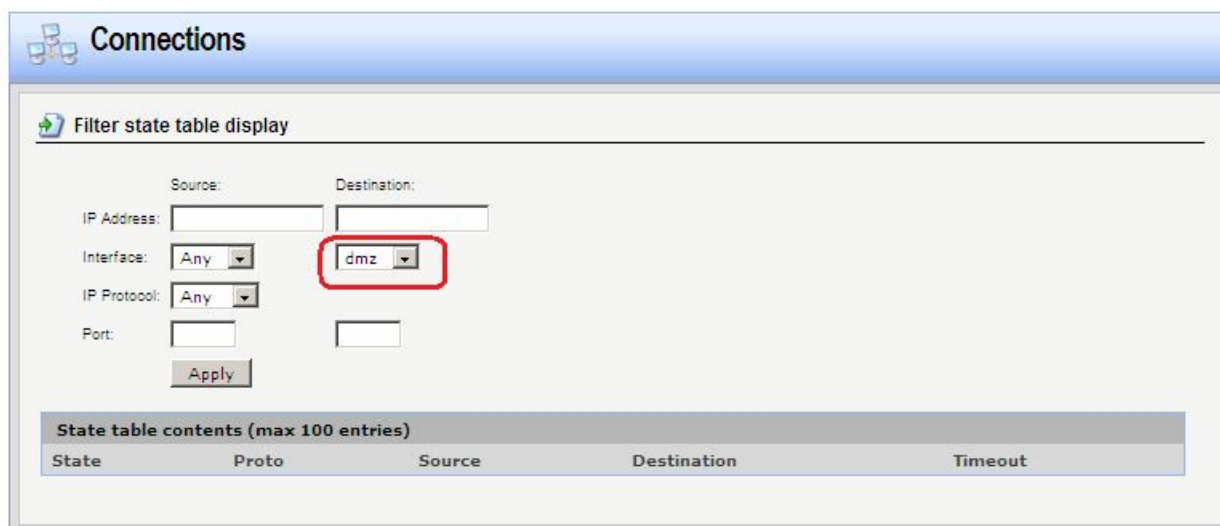 Connections
Filter state table display
Source: Destination:
IP Address:
Interface: Any dmz
IP Protocol: Any
Port:
Apply
State table contents (max 100 entries)
State Proto Source Destination Timeout